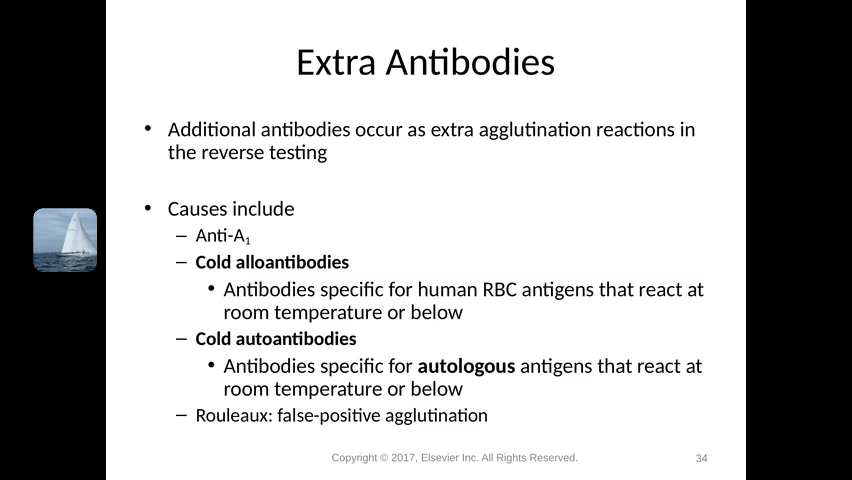 Extra Antibodies
• Additional antibodies occur as extra agglutination reactions in
the reverse testing
• Causes include
– Anti-A₁
– Cold alloantibodies
• Antibodies specific for human RBC antigens that react at
room temperature or below
– Cold autoantibodies
• Antibodies specific for autologous antigens that react at
room temperature or below
– Rouleaux: false-positive agglutination
Copyright © 2017, Elsevier Inc. All Rights Reserved.
34